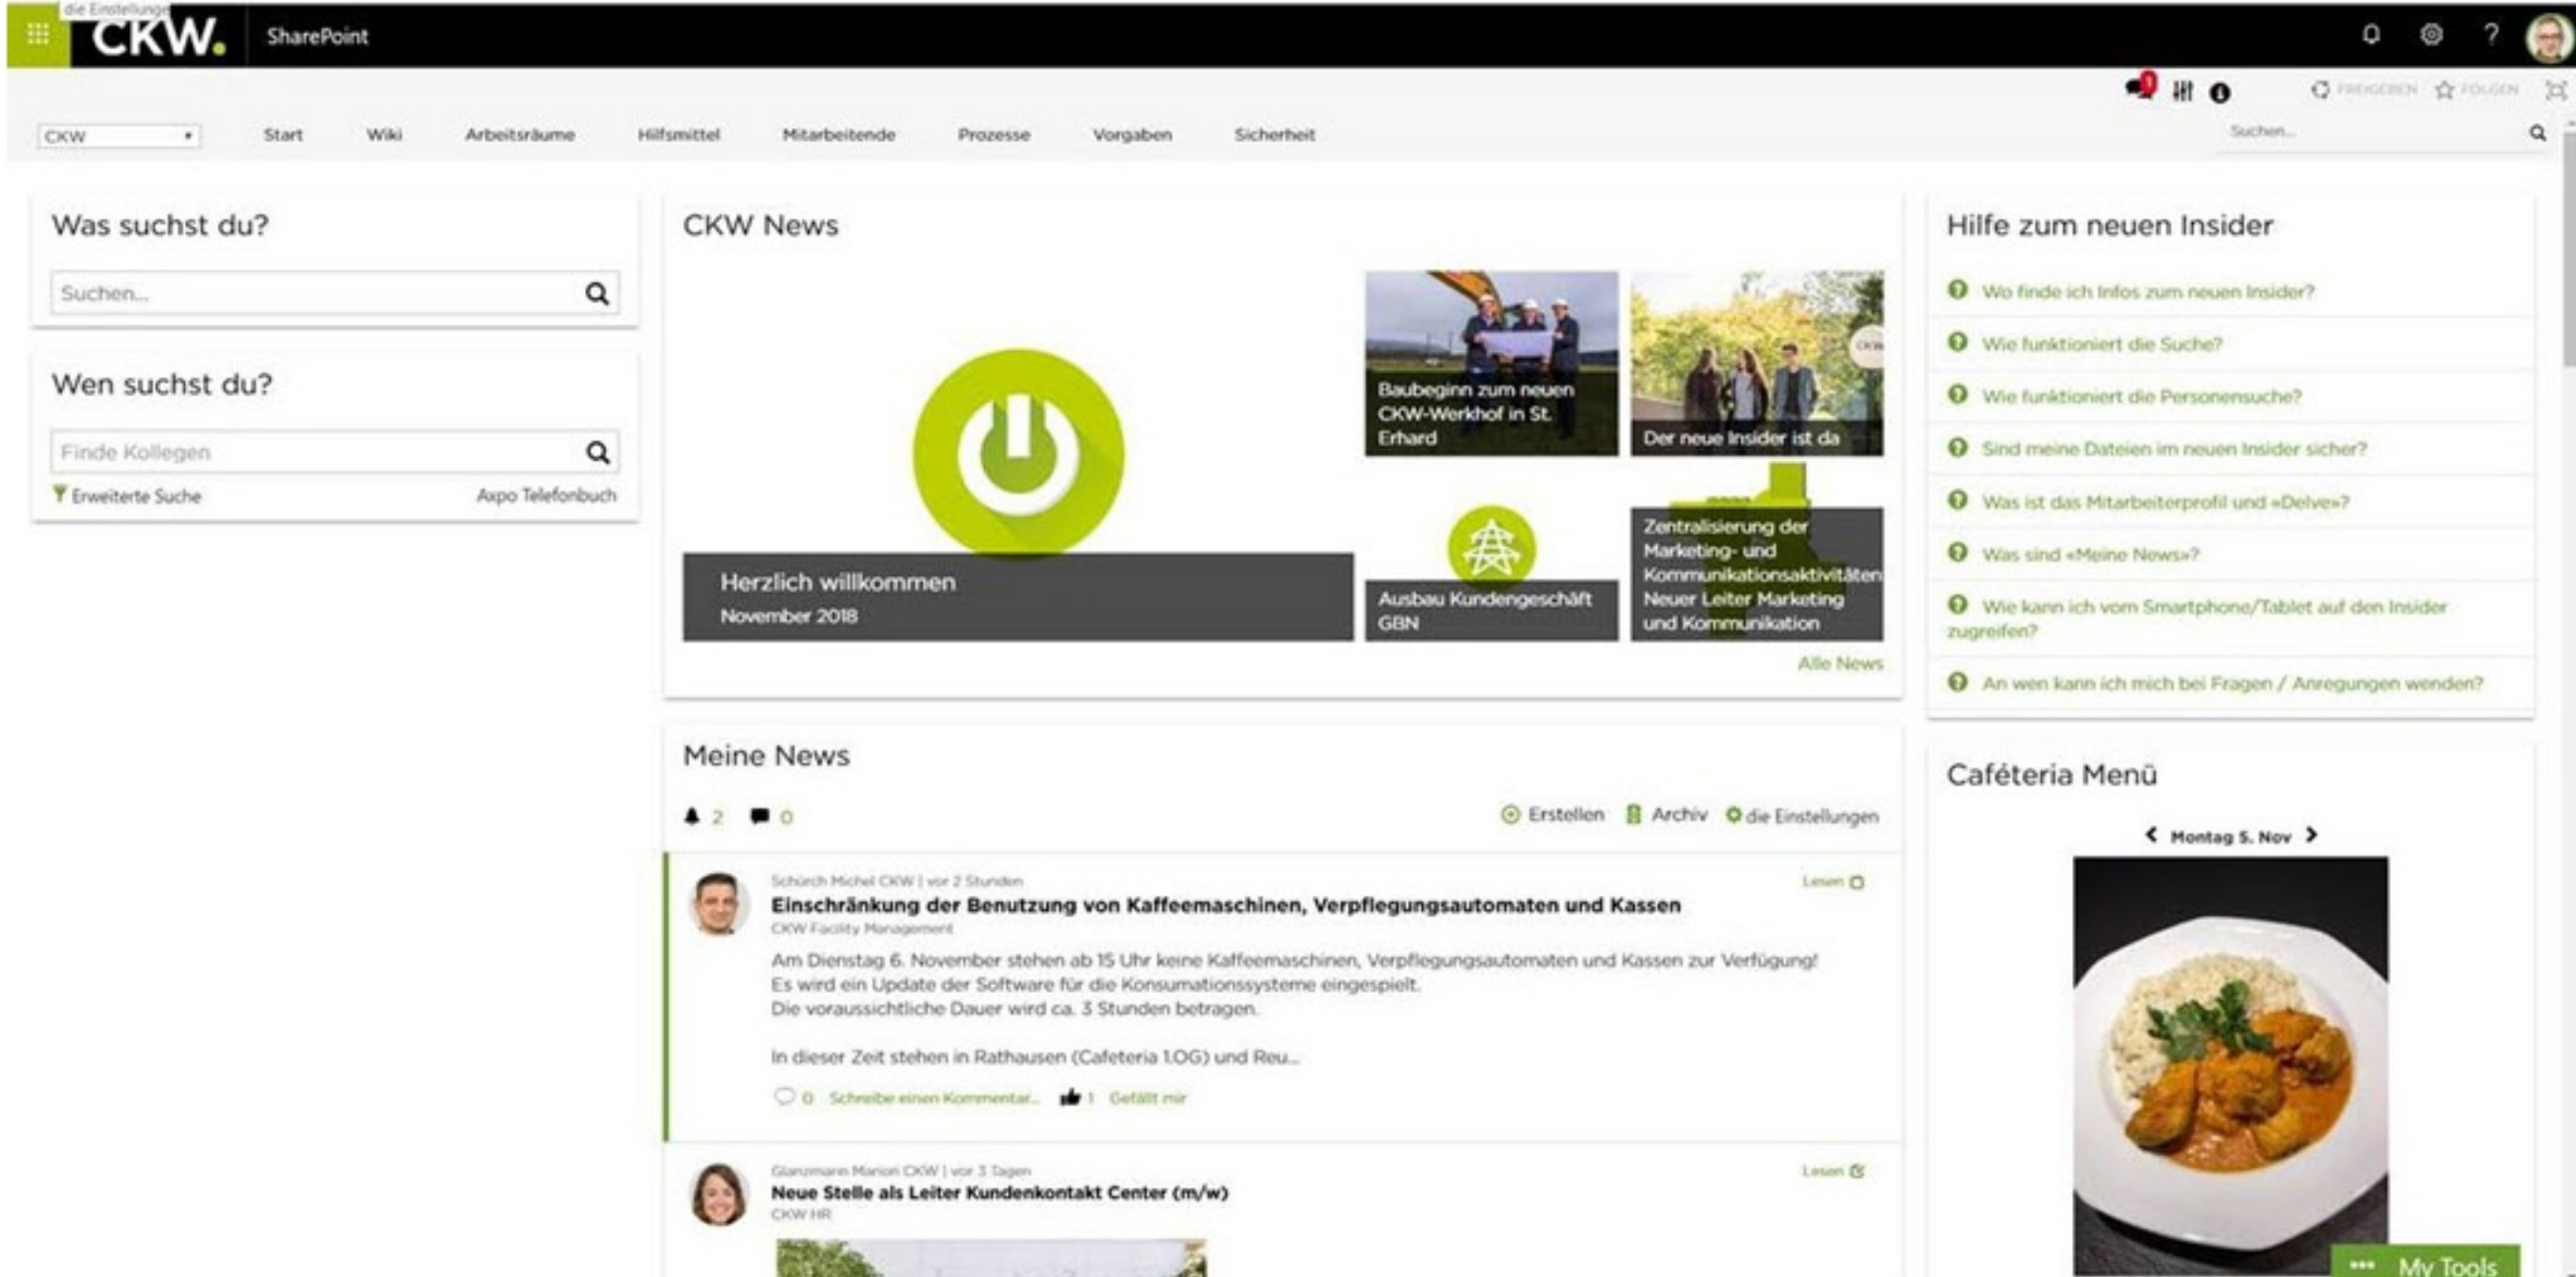 die Einstellunge
CKW.
SharePoint
1
FREIGEBEN
FOLGEN
CKW
Start
Wiki
Arbeitsräume
Hilfsmittel
Mitarbeitende
Prozesse
Vorgaben
Sicherheit
Suchen...
Was suchst du?
Suchen...
Wen suchst du?
Finde Kollegen
Erweiterte Suche
Axpo Telefonbuch
CKW News
Herzlich willkommen
November 2018
Baubeginn zum neuen
CKW-Werkhof in St.
Erhard
CKW
Der neue Insider ist da
Ausbau Kundengeschäft
GBN
Zentralisierung der
Marketing- und
Kommunikationsaktivitäten:
Neuer Leiter Marketing
und Kommunikation
Alle News
Meine News
2
0
Erstellen
Archiv
die Einstellungen
Schürch Michel CKW | vor 2 Stunden
Lesen
Einschränkung der Benutzung von Kaffeemaschinen, Verpflegungsautomaten und Kassen
CKW Facility Management
Am Dienstag 6. November stehen ab 15 Uhr keine Kaffeemaschinen, Verpflegungsautomaten und Kassen zur Verfügung!
Es wird ein Update der Software für die Konsumationssysteme eingespielt.
Die voraussichtliche Dauer wird ca. 3 Stunden betragen.
In dieser Zeit stehen in Rathausen (Cafeteria 1.OG) und Reu...
0 Schreibe einen Kommentar...
1 Gefällt mir
Glanzmann Marion CKW | vor 3 Tagen
Lesen
Neue Stelle als Leiter Kundenkontakt Center (m/w)
CKW HR
Hilfe zum neuen Insider
Wo finde ich Infos zum neuen Insider?
Wie funktioniert die Suche?
Wie funktioniert die Personensuche?
Sind meine Dateien im neuen Insider sicher?
Was ist das Mitarbeiterprofil und «Delve»?
Was sind «Meine News»?
Wie kann ich vom Smartphone/Tablet auf den Insider
zugreifen?
An wen kann ich mich bei Fragen / Anregungen wenden?
Caféteria Menü
Montag 5. Nov
My Tools